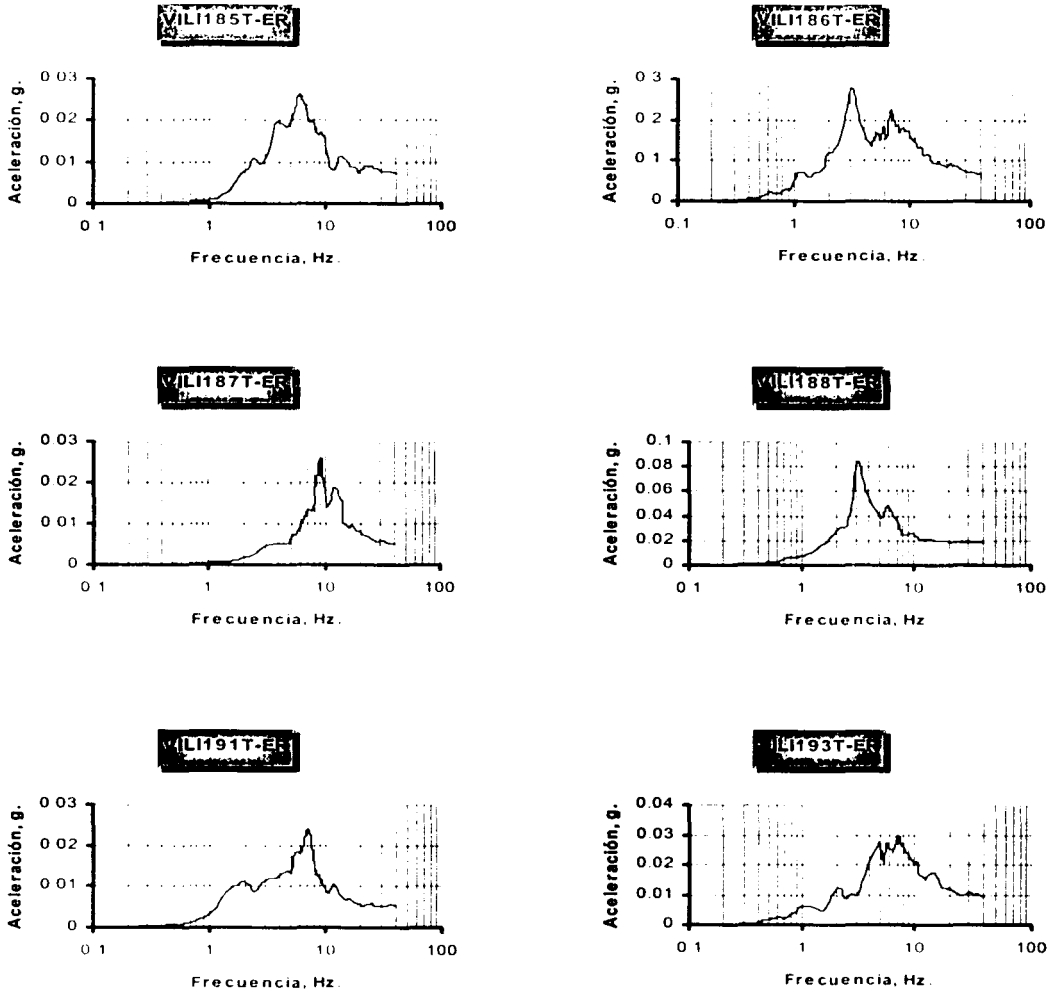 VILI185T-ER
Aceleración, g.
0.03
0.02
0.01
0
0.1
1
10
100
Frecuencia, Hz.
VILI186T-ER
Aceleración, g.
0.3
0.2
0.1
0
0.1
1
10
100
Frecuencia, Hz.
VILI187T-ER
Aceleración, g.
0.03
0.02
0.01
0
0.1
1
10
100
Frecuencia, Hz.
VILI188T-ER
Aceleración, g.
0.1
0.08
0.06
0.04
0.02
0
0.1
1
10
100
Frecuencia, Hz
VILI191T-ER
Aceleración, g.
0.03
0.02
0.01
0
0.1
1
10
100
Frecuencia, Hz.
LI193T-ER
Aceleración, g.
0.04
0.03
0.02
0.01
0
0.1
1
10
100
Frecuencia, Hz.